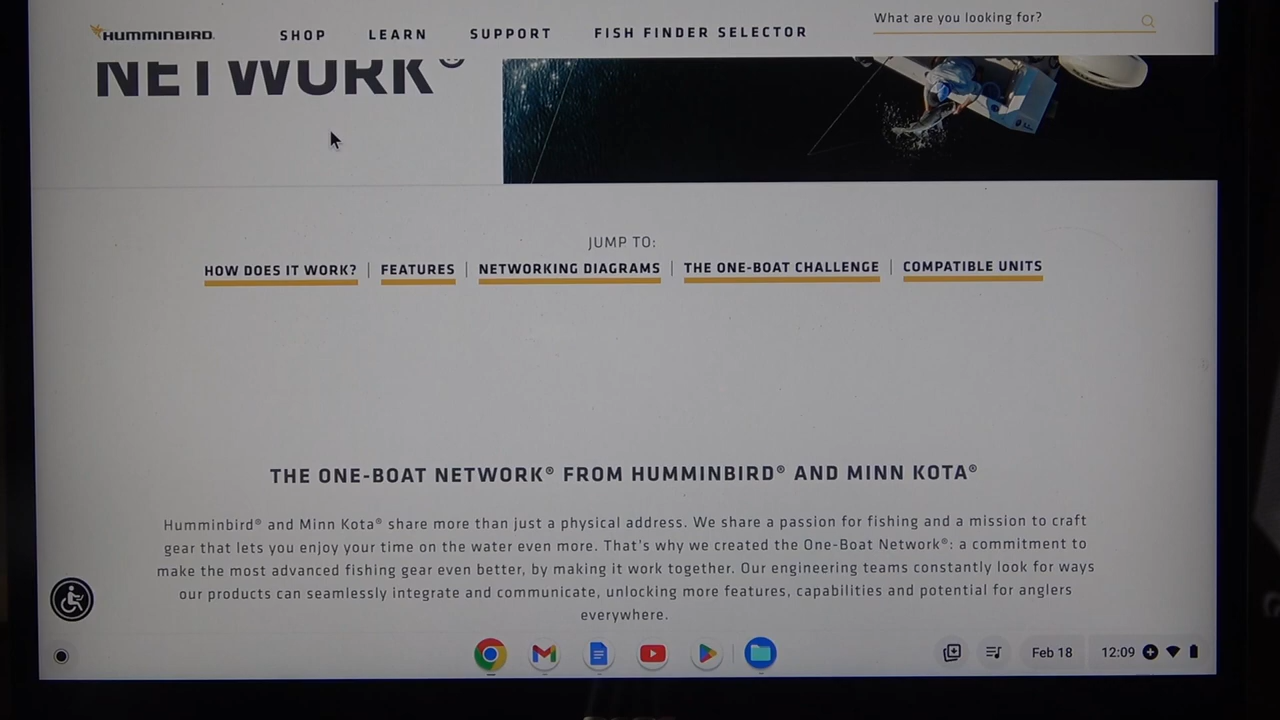 HUMMINBIRD.
SHOP
LEARN
SUPPORT
FISH FINDER SELECTOR
What are you looking for?
NETWORK®
JUMP TO:
HOW DOES IT WORK? | FEATURES | NETWORKING DIAGRAMS | THE ONE-BOAT CHALLENGE | COMPATIBLE UNITS
THE ONE-BOAT NETWORK® FROM HUMMINBIRD® AND MINN KOTA®
Humminbird® and Minn Kota® share more than just a physical address. We share a passion for fishing and a mission to craft
gear that lets you enjoy your time on the water even more. That's why we created the One-Boat Network®: a commitment to
make the most advanced fishing gear even better, by making it work together. Our engineering teams constantly look for ways
our products can seamlessly integrate and communicate, unlocking more features, capabilities and potential for anglers
everywhere.
Feb 18
12:09